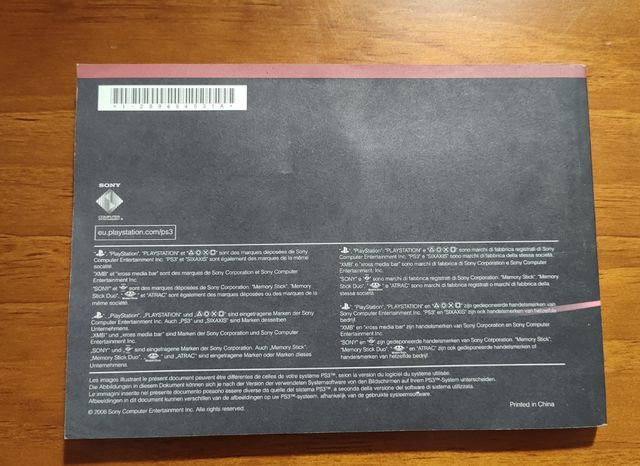 *1-289864521A*
SONY
COMPUTER
ENTERTAINMENT
eu.playstation.com/ps3
" ", "PlayStation", "PLAYSTATION" et " " sont des marques déposées de Sony
Computer Entertainment Inc. "PS3" et "SIXAXIS" sont également des marques de la même
société.
"XMB" et "xross media bar" sont des marques de Sony Corporation et Sony Computer
Entertainment Inc.
"SONY" et " " sont des marques déposées de Sony Corporation. "Memory Stick", "Memory
Stick Duo", " " et "ATRAC" sont également des marques déposées ou des marques de la
même société.
„ ", „PlayStation", „PLAYSTATION" und „ " sind eingetragene Marken der Sony
Computer Entertainment Inc. Auch „PS3" und „SIXAXIS" sind Marken desselben
Unternehmens.
„XMB" und „xross media bar" sind Marken der Sony Corporation und Sony Computer
Entertainment Inc.
„SONY" und „ " sind eingetragene Marken der Sony Corporation. Auch „Memory Stick",
„Memory Stick Duo", „ " und „ATRAC" sind eingetragene Marken oder Marken dieses
Unternehmens.
" ", "PlayStation", "PLAYSTATION" e " " sono marchi di fabbrica registrati di Sony
Computer Entertainment Inc. "PS3" e "SIXAXIS" sono marchi di fabbrica della stessa società.
"XMB" e "xross media bar" sono marchi di fabbrica di Sony Corporation e Sony Computer
Entertainment Inc.
"SONY" e " " sono marchi di fabbrica registrati di Sony Corporation. "Memory Stick", "Memory
Stick Duo", " " e "ATRAC" sono marchi di fabbrica registrati o marchi di fabbrica della
stessa società.
" ", "PlayStation", "PLAYSTATION" en " " zijn gedeponeerde handelsmerken van
Sony Computer Entertainment Inc. "PS3" en "SIXAXIS" zijn ook handelsmerken van hetzelfde
bedrijf.
"XMB" en "xross media bar" zijn handelsmerken van Sony Corporation en Sony Computer
Entertainment Inc.
"SONY" en " " zijn gedeponeerde handelsmerken van Sony Corporation. "Memory Stick",
"Memory Stick Duo", " " en "ATRAC" zijn ook gedeponeerde handelsmerken of
handelsmerken van hetzelfde bedrijf.
Les images illustrant le présent document peuvent être différentes de celles de votre système PS3™, selon la version du logiciel du système utilisée.
Die Abbildungen in diesem Dokument können sich je nach der Version der verwendeten Systemsoftware von den Bildschirmen auf Ihrem PS3™-System unterscheiden.
Le immagini inserite nel presente documento possono essere diverse da quelle del sistema PS3™, a seconda della versione del software di sistema utilizzata.
Afbeeldingen in dit document kunnen verschillen van de afbeeldingen op uw PS3™-systeem, afhankelijk van de gebruikte systeemsoftware.
© 2008 Sony Computer Entertainment Inc. Alle rights reserved.
Printed in China